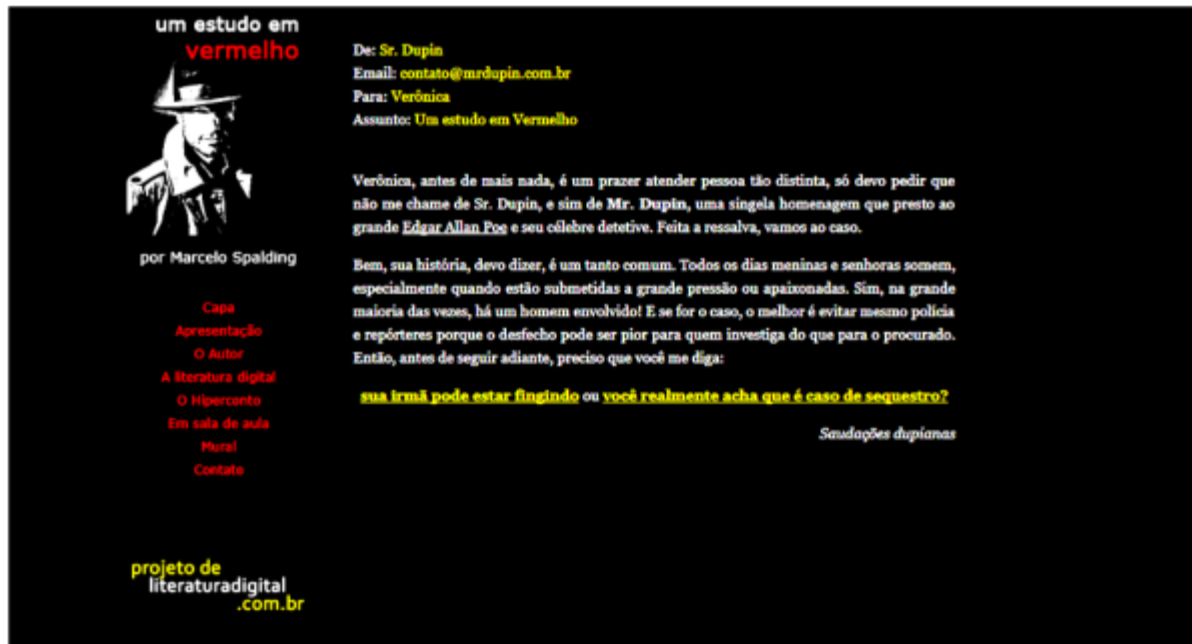 um estudo em
vermelho
por Marcelo Spalding
Capa
Apresentação
O Autor
A literatura digital
O Hiperconto
Em sala de aula
Mural
Contato
projeto de
literaturadigital
.com.br
De: Sr. Dupin
Email: contato@mrdupin.com.br
Para: Verônica
Assunto: Um estudo em Vermelho
Verônica, antes de mais nada, é um prazer atender pessoa tão distinta, só devo pedir que
não me chame de Sr. Dupin, e sim de Mr. Dupin, uma singela homenagem que presto ao
grande Edgar Allan Poe e seu célebre detetive. Feita a ressalva, vamos ao caso.
Bem, sua história, devo dizer, é um tanto comum. Todos os dias meninas e senhoras somem,
especialmente quando estão submetidas a grande pressão ou apaixonadas. Sim, na grande
maioria das vezes, há um homem envolvido! E se for o caso, o melhor é evitar mesmo polícia
e repórteres porque o desfecho pode ser pior para quem investiga do que para o procurado.
Então, antes de seguir adiante, preciso que você me diga:
sua irmã pode estar fingindo ou você realmente acha que é caso de sequestro?
Saudações dupianas